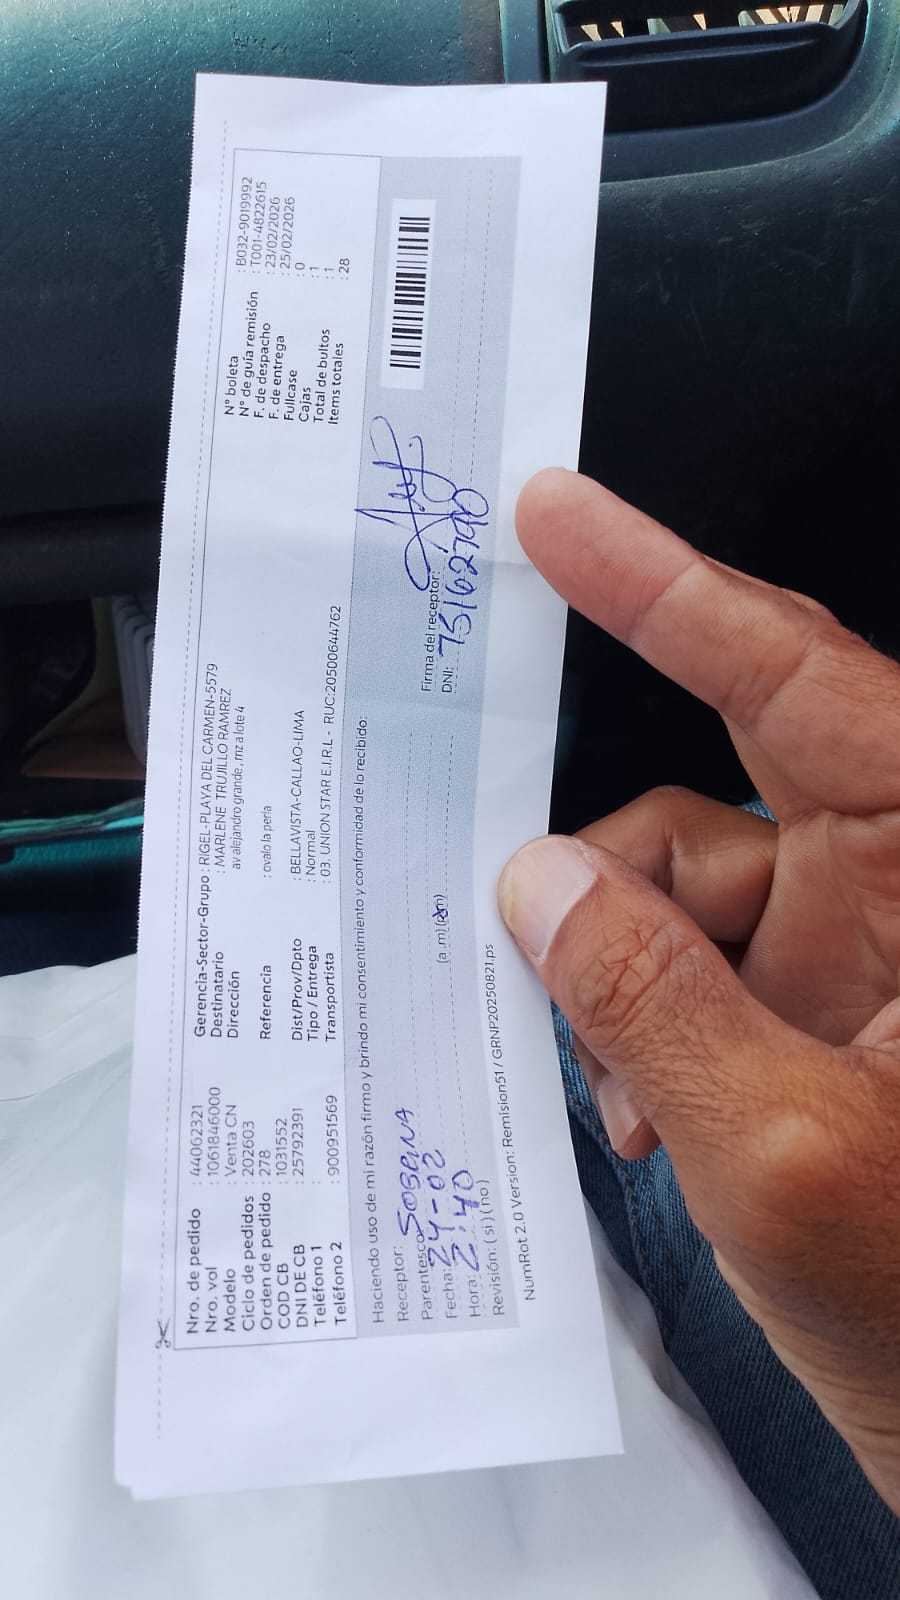 Nro. de pedido : 44062321
Nro. vol : 1061846000
Modelo : Venta CN
Ciclo de pedidos : 202603
Orden de pedido : 278
COD CB : 1031552
DNI DE CB : 25792391
Teléfono 1 :
Teléfono 2 : 900951569
Gerencia-Sector-Grupo : RIGEL-PLAYA DEL CARMEN-5579
Destinatario : MARLENE TRUJILLO RAMREZ
Dirección av alejandro grande , mz a lote 4
Referencia : ovalo la perla
Dist/Prov/Dpto : BELLAVISTA-CALLAO-LIMA
Tipo / Entrega : Normal
Transportista : 03. UNION STAR E.I.R.L - RUC:20500644762
N° boleta : B032-9019992
N° de guía remisión : T001-4822615
F. de despacho : 23/02/2026
F. de entrega : 25/02/2026
Fullcase : 0
Cajas : 1
Total de bultos : 1
Items totales : 28
Haciendo uso de mi razón firmo y brindo mi consentimiento y conformidad de lo recibido:
Receptor:
Parentesco: SOBRINA
Fecha: 24-02
Hora: 2:40 (a .m) (p.m)
Revisión: ( si ) ( no )
Firma del receptor:
DNI: 75162790
NumRot 2.0 Version: Remision51 / GRNP20250821.ps